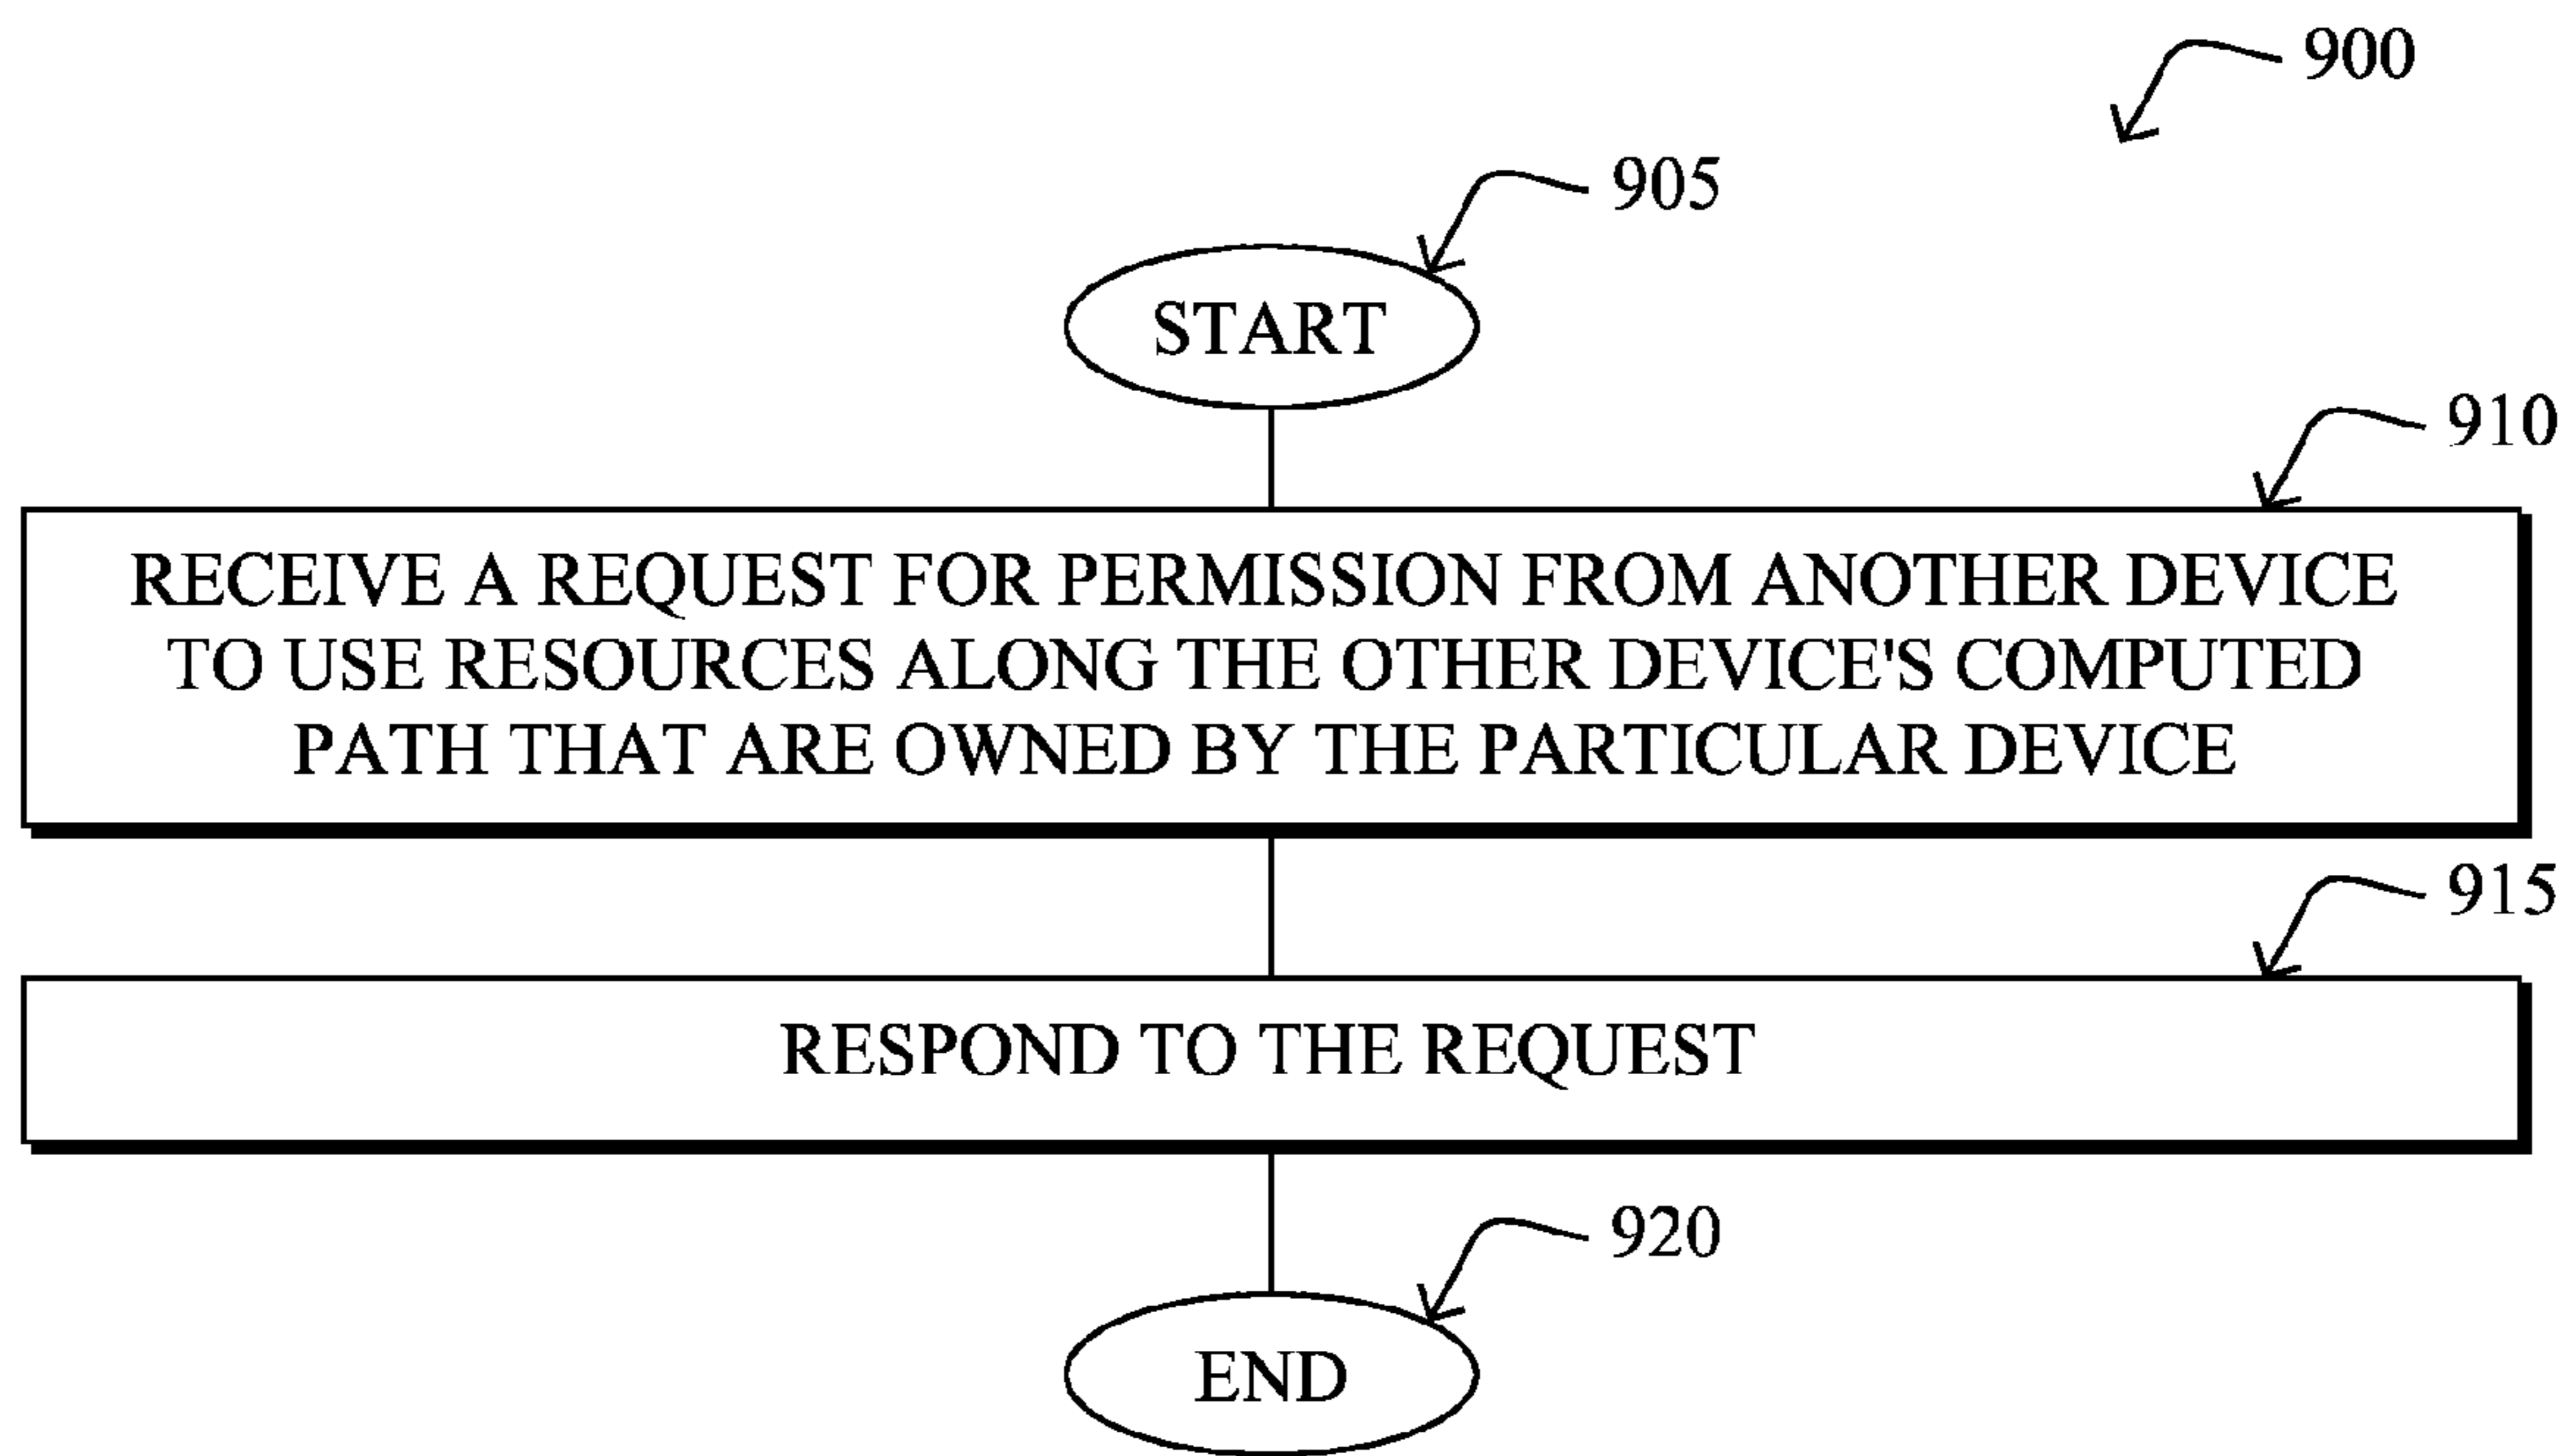 900
905
START
910
RECEIVE A REQUEST FOR PERMISSION FROM ANOTHER DEVICE
TO USE RESOURCES ALONG THE OTHER DEVICE'S COMPUTED
PATH THAT ARE OWNED BY THE PARTICULAR DEVICE
915
RESPOND TO THE REQUEST
920
END